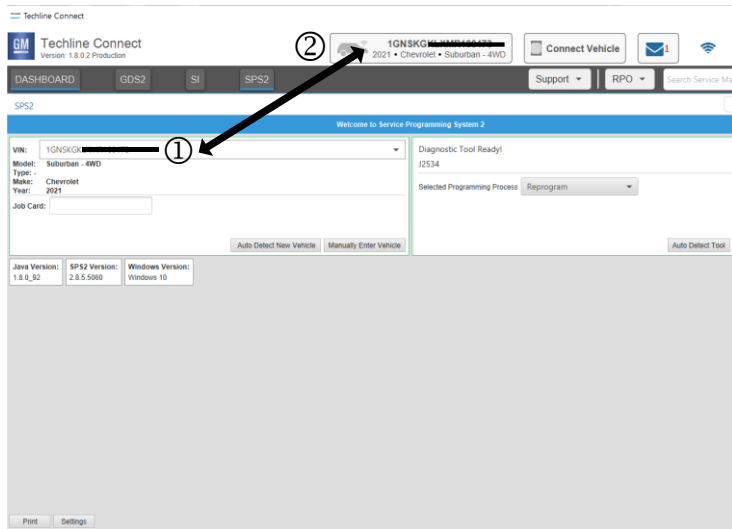 Techline Connect
GM
Techline Connect
Version: 1.8.0.2 Production
②
1GNSKG
2021 • Chevrolet • Suburban - 4WD
Connect Vehicle
1
DASHBOARD GDS2 SI SPS2
Support
RPO
Search Service Ma
SPS2
Welcome to Service Programming System 2
VIN: 1GNSKGK
①
Model: Suburban - 4WD
Type: -
Make: Chevrolet
Year: 2021
Job Card:
Auto Detect New Vehicle Manually Enter Vehicle
Diagnostic Tool Ready!
J2534
Selected Programming Process Reprogram
Auto Detect Tool
Java Version: SPS2 Version: Windows Version:
1.8.0_92 2.8.5.5060 Windows 10
Print Settings